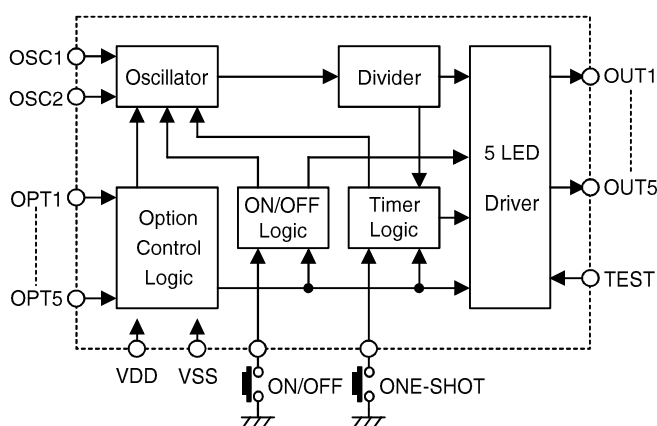 OSC1
OSC2
Oscillator
Divider
5 LED
Driver
OUT1
OUT5
TEST
OPT1
OPT5
Option
Control
Logic
ON/OFF
Logic
Timer
Logic
VDD
VSS
ON/OFF
ONE-SHOT